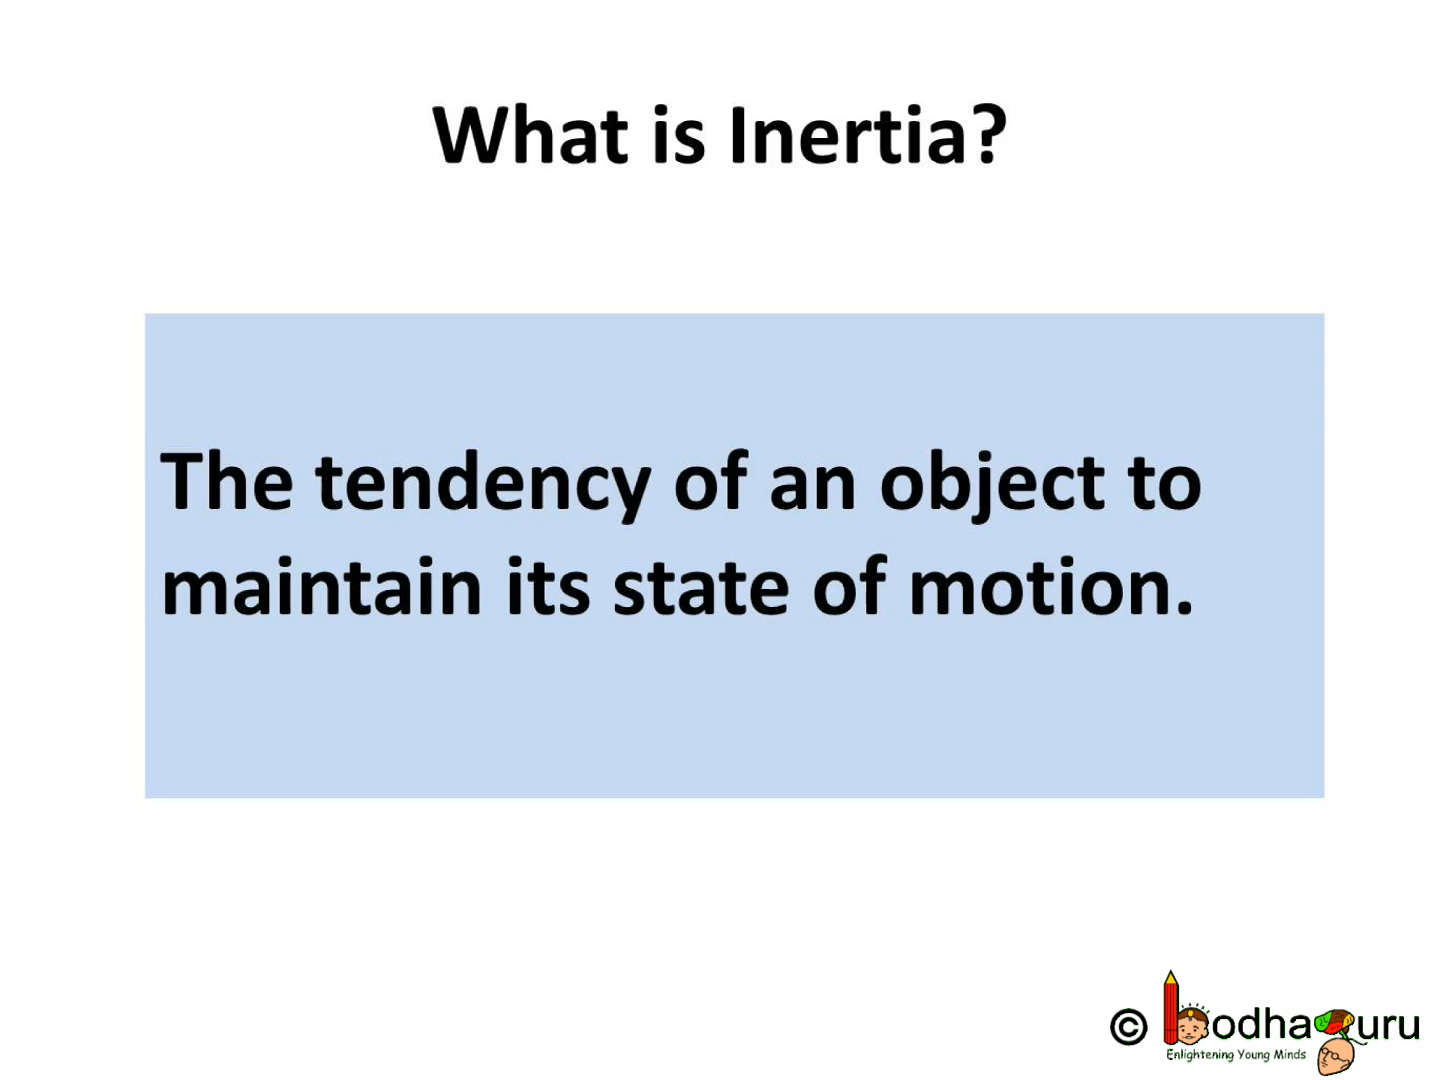 What is Inertia?
The tendency of an object to
maintain its state of motion.
© bodhaguru
Enlightening Young Minds